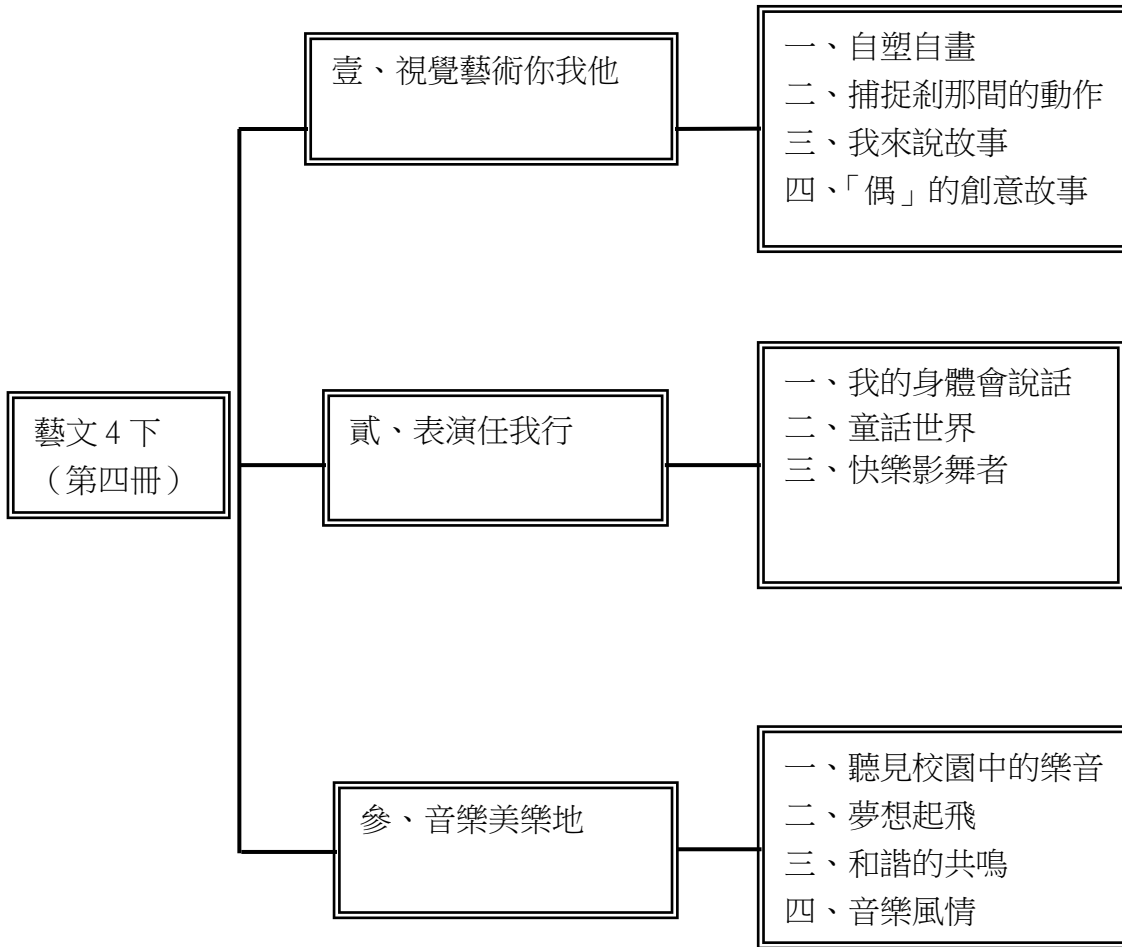 壹、視覺藝術你我他
一、自塑自畫
二、捕捉剎那間的動作
三、我來說故事
四、「偶」的創意故事
藝文4下
（第四冊）
貳、表演任我行
一、我的身體會說話
二、童話世界
三、快樂影舞者
參、音樂美樂地
一、聽見校園中的樂音
二、夢想起飛
三、和諧的共鳴
四、音樂風情